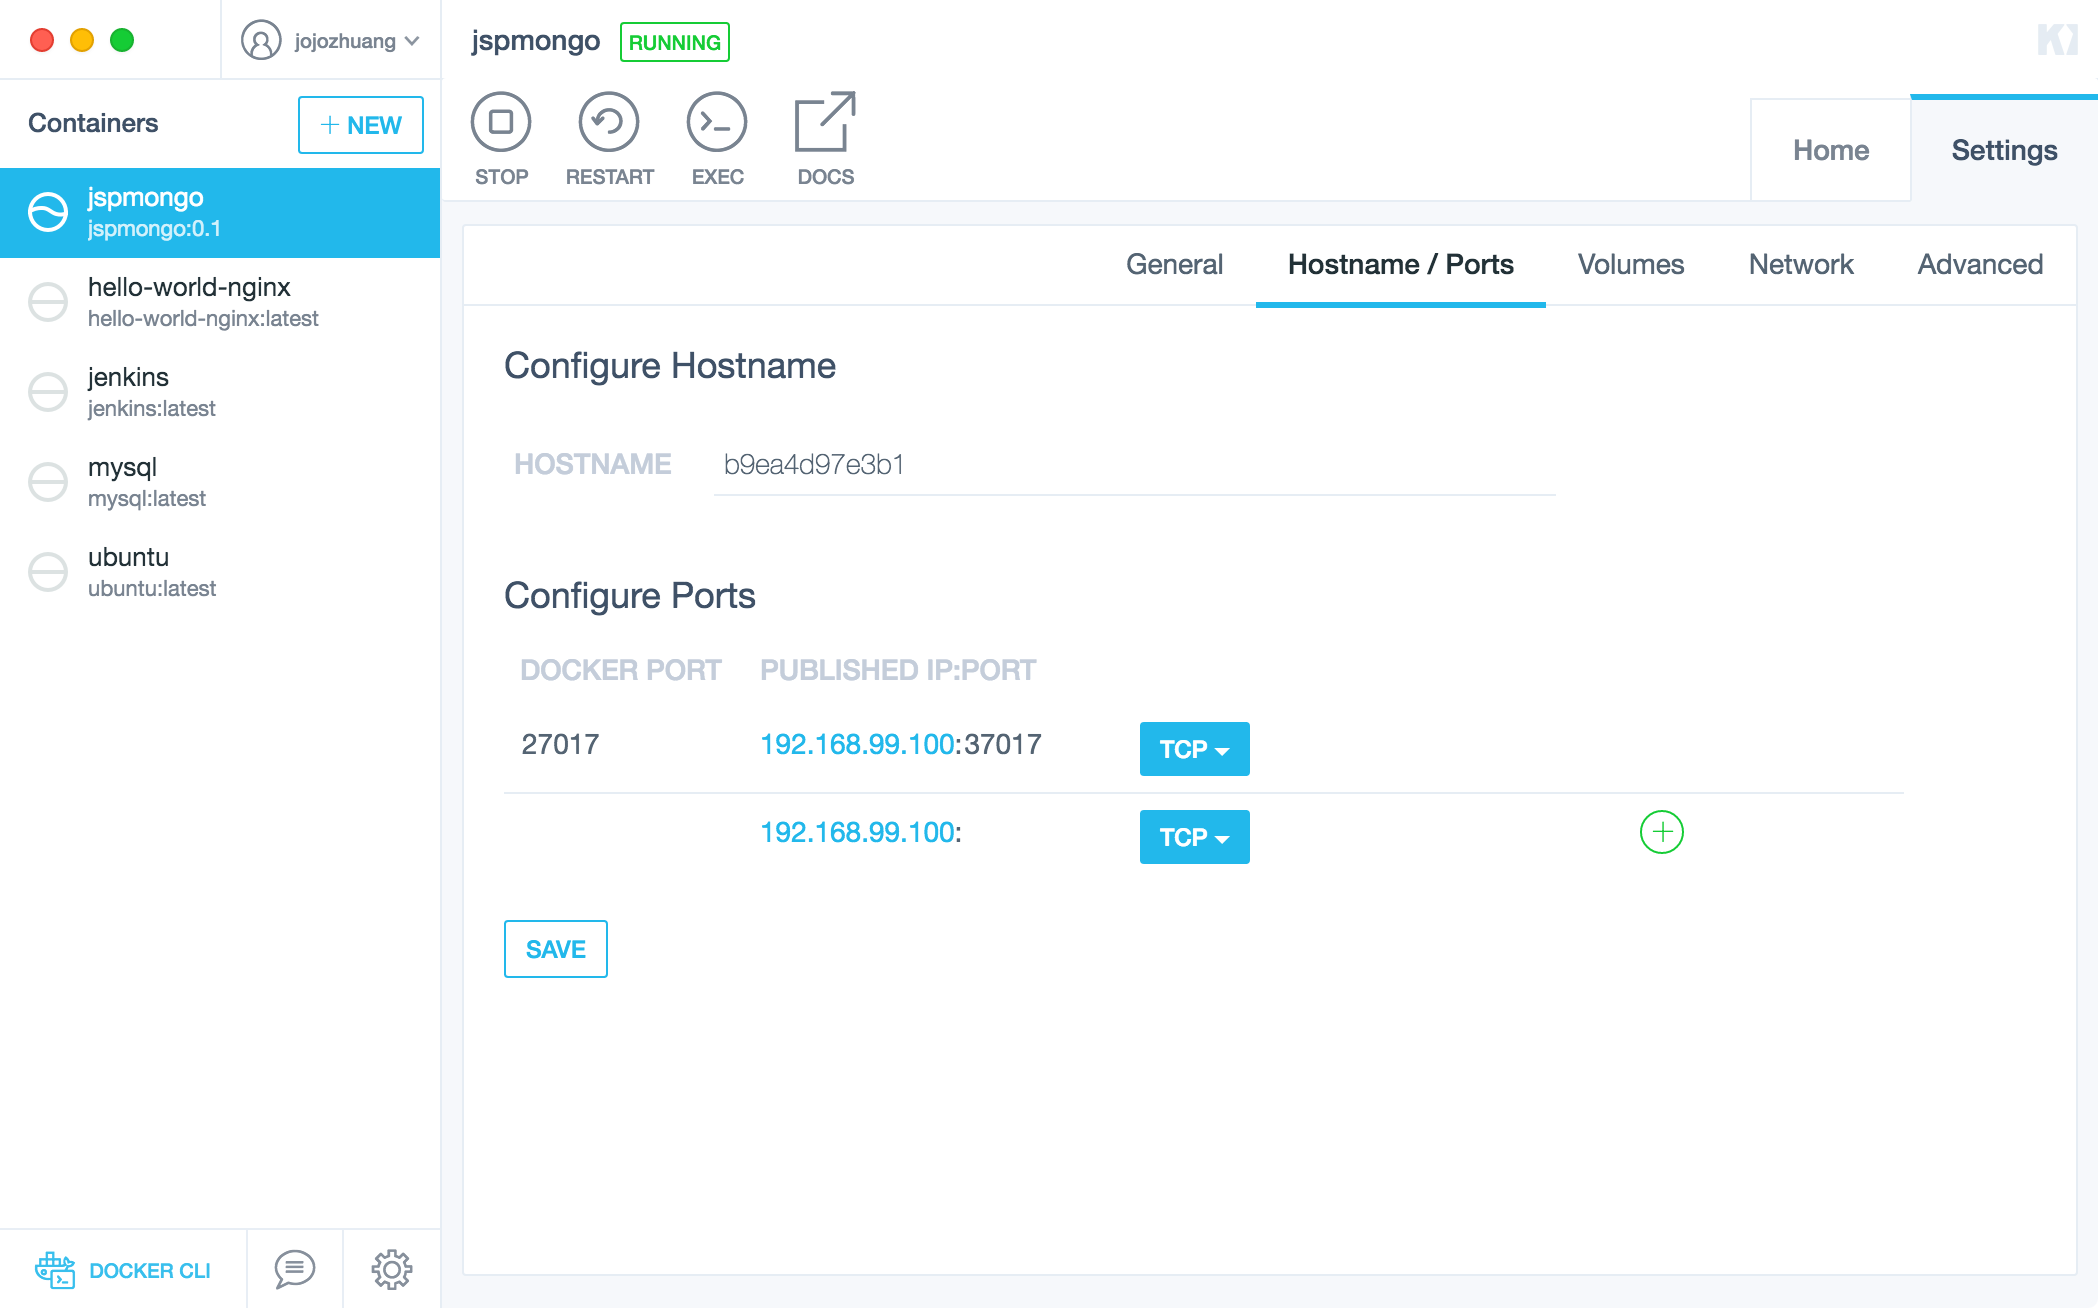 jojozhuang
jspmongo RUNNING
Containers
+ NEW
STOP RESTART EXEC DOCS
Home Settings
jspmongo
jspmongo:0.1
hello-world-nginx
hello-world-nginx:latest
jenkins
jenkins:latest
mysql
mysql:latest
ubuntu
ubuntu:latest
General Hostname / Ports Volumes Network Advanced
Configure Hostname
HOSTNAME b9ea4d97e3b1
Configure Ports
DOCKER PORT PUBLISHED IP:PORT
27017 192.168.99.100:37017 TCP
192.168.99.100: TCP
SAVE
DOCKER CLI